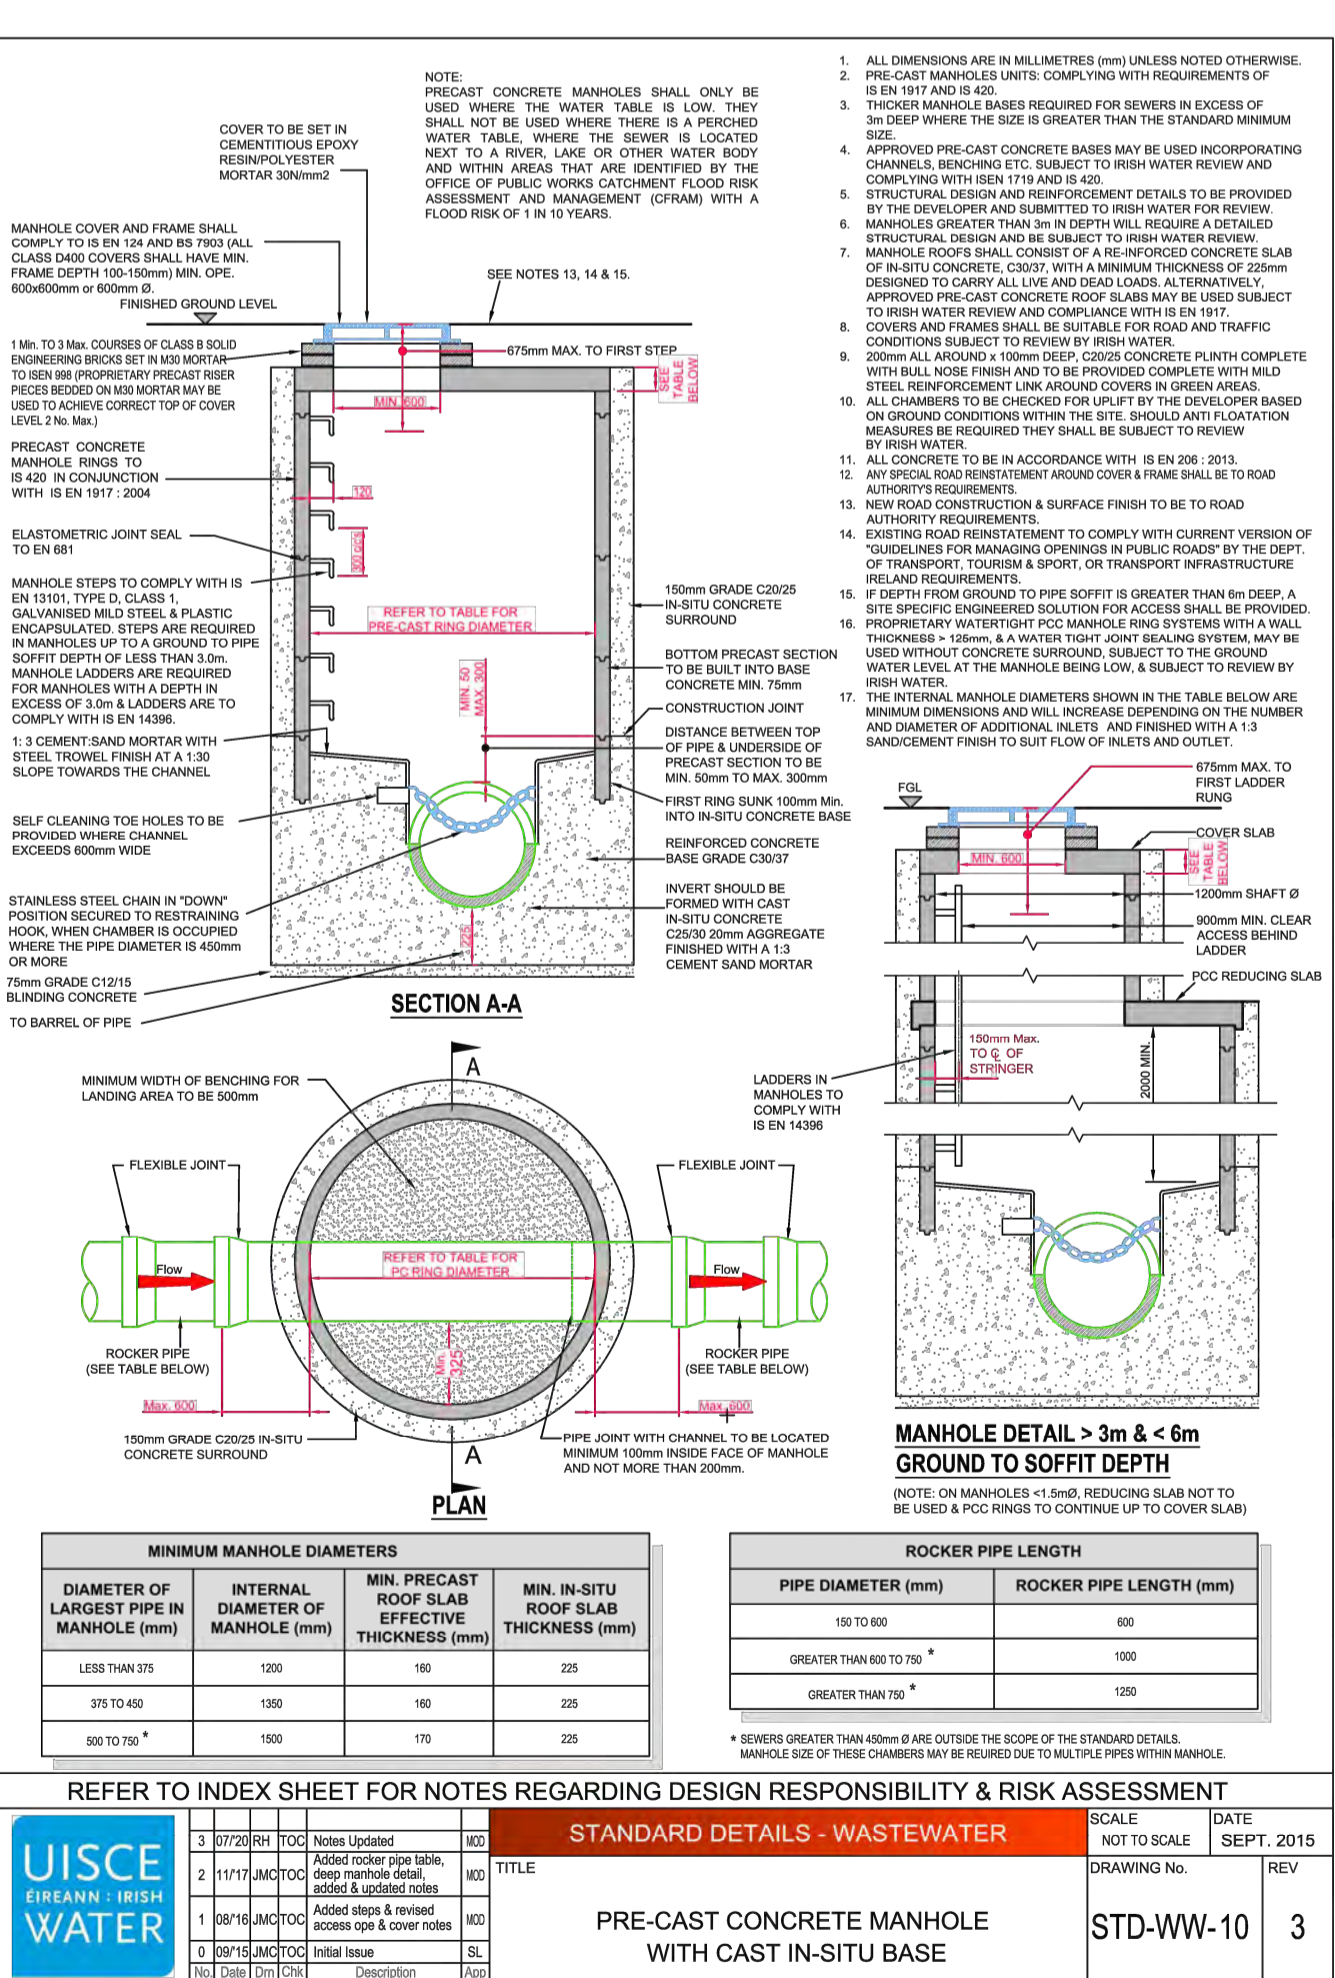 NOTE:
PRECAST CONCRETE MANHOLES SHALL ONLY BE
USED WHERE THE WATER TABLE IS LOW. THEY
SHALL NOT BE USED WHERE THERE IS A PERCHED
WATER TABLE, WHERE THE SEWER IS LOCATED
NEXT TO A RIVER, LAKE OR OTHER WATER BODY
AND WITHIN AREAS THAT ARE IDENTIFIED BY THE
OFFICE OF PUBLIC WORKS CATCHMENT FLOOD RISK
ASSESSMENT AND MANAGEMENT (CFRAM) WITH A
FLOOD RISK OF 1 IN 10 YEARS.
COVER TO BE SET IN
CEMENTITIOUS EPOXY
RESIN/POLYESTER
MORTAR 30N/mm2
MANHOLE COVER AND FRAME SHALL
COMPLY TO IS EN 124 AND BS 7903 (ALL
CLASS D400 COVERS SHALL HAVE MIN.
FRAME DEPTH 100-150mm) MIN. OPE.
600x600mm or 600mm Ø.
FINISHED GROUND LEVEL
SEE NOTES 13, 14 & 15.
1 Min. TO 3 Max. COURSES OF CLASS B SOLID
ENGINEERING BRICKS SET IN M30 MORTAR
TO ISEN 998 (PROPRIETARY PRECAST RISER
PIECES BEDDED ON M30 MORTAR MAY BE
USED TO ACHIEVE CORRECT TOP OF COVER
LEVEL 2 No. Max.)
675mm MAX. TO FIRST STEP
SEE
TABLE
BELOW
MIN. 600
PRECAST CONCRETE
MANHOLE RINGS TO
IS 420 IN CONJUNCTION
WITH IS EN 1917 : 2004
120
ELASTOMETRIC JOINT SEAL
TO EN 681
300 c/c's
MANHOLE STEPS TO COMPLY WITH IS
EN 13101, TYPE D, CLASS 1,
GALVANISED MILD STEEL & PLASTIC
ENCAPSULATED. STEPS ARE REQUIRED
IN MANHOLES UP TO A GROUND TO PIPE
SOFFIT DEPTH OF LESS THAN 3.0m.
MANHOLE LADDERS ARE REQUIRED
FOR MANHOLES WITH A DEPTH IN
EXCESS OF 3.0m & LADDERS ARE TO
COMPLY WITH IS EN 14396.
REFER TO TABLE FOR
PRE-CAST RING DIAMETER
150mm GRADE C20/25
IN-SITU CONCRETE
SURROUND
BOTTOM PRECAST SECTION
TO BE BUILT INTO BASE
CONCRETE MIN. 75mm
MIN. 50
MAX. 300
CONSTRUCTION JOINT
DISTANCE BETWEEN TOP
OF PIPE & UNDERSIDE OF
PRECAST SECTION TO BE
MIN. 50mm TO MAX. 300mm
1: 3 CEMENT:SAND MORTAR WITH
STEEL TROWEL FINISH AT A 1:30
SLOPE TOWARDS THE CHANNEL
FIRST RING SUNK 100mm Min.
INTO IN-SITU CONCRETE BASE
SELF CLEANING TOE HOLES TO BE
PROVIDED WHERE CHANNEL
EXCEEDS 600mm WIDE
REINFORCED CONCRETE
BASE GRADE C30/37
STAINLESS STEEL CHAIN IN "DOWN"
POSITION SECURED TO RESTRAINING
HOOK, WHEN CHAMBER IS OCCUPIED
WHERE THE PIPE DIAMETER IS 450mm
OR MORE
INVERT SHOULD BE
FORMED WITH CAST
IN-SITU CONCRETE
C25/30 20mm AGGREGATE
FINISHED WITH A 1:3
CEMENT SAND MORTAR
225
75mm GRADE C12/15
BLINDING CONCRETE
TO BARREL OF PIPE
SECTION A-A
1. ALL DIMENSIONS ARE IN MILLIMETRES (mm) UNLESS NOTED OTHERWISE.
2. PRE-CAST MANHOLES UNITS: COMPLYING WITH REQUIREMENTS OF
IS EN 1917 AND IS 420.
3. THICKER MANHOLE BASES REQUIRED FOR SEWERS IN EXCESS OF
3m DEEP WHERE THE SIZE IS GREATER THAN THE STANDARD MINIMUM
SIZE.
4. APPROVED PRE-CAST CONCRETE BASES MAY BE USED INCORPORATING
CHANNELS, BENCHING ETC. SUBJECT TO IRISH WATER REVIEW AND
COMPLYING WITH ISEN 1719 AND IS 420.
5. STRUCTURAL DESIGN AND REINFORCEMENT DETAILS TO BE PROVIDED
BY THE DEVELOPER AND SUBMITTED TO IRISH WATER FOR REVIEW.
6. MANHOLES GREATER THAN 3m IN DEPTH WILL REQUIRE A DETAILED
STRUCTURAL DESIGN AND BE SUBJECT TO IRISH WATER REVIEW.
7. MANHOLE ROOFS SHALL CONSIST OF A RE-INFORCED CONCRETE SLAB
OF IN-SITU CONCRETE, C30/37, WITH A MINIMUM THICKNESS OF 225mm
DESIGNED TO CARRY ALL LIVE AND DEAD LOADS. ALTERNATIVELY,
APPROVED PRE-CAST CONCRETE ROOF SLABS MAY BE USED SUBJECT
TO IRISH WATER REVIEW AND COMPLIANCE WITH IS EN 1917.
8. COVERS AND FRAMES SHALL BE SUITABLE FOR ROAD AND TRAFFIC
CONDITIONS SUBJECT TO REVIEW BY IRISH WATER.
9. 200mm ALL AROUND x 100mm DEEP, C20/25 CONCRETE PLINTH COMPLETE
WITH BULL NOSE FINISH AND TO BE PROVIDED COMPLETE WITH MILD
STEEL REINFORCEMENT LINK AROUND COVERS IN GREEN AREAS.
10. ALL CHAMBERS TO BE CHECKED FOR UPLIFT BY THE DEVELOPER BASED
ON GROUND CONDITIONS WITHIN THE SITE. SHOULD ANTI FLOATATION
MEASURES BE REQUIRED THEY SHALL BE SUBJECT TO REVIEW
BY IRISH WATER.
11. ALL CONCRETE TO BE IN ACCORDANCE WITH IS EN 206 : 2013.
12. ANY SPECIAL ROAD REINSTATEMENT AROUND COVER & FRAME SHALL BE TO ROAD
AUTHORITY'S REQUIREMENTS.
13. NEW ROAD CONSTRUCTION & SURFACE FINISH TO BE TO ROAD
AUTHORITY REQUIREMENTS.
14. EXISTING ROAD REINSTATEMENT TO COMPLY WITH CURRENT VERSION OF
"GUIDELINES FOR MANAGING OPENINGS IN PUBLIC ROADS" BY THE DEPT.
OF TRANSPORT, TOURISM & SPORT, OR TRANSPORT INFRASTRUCTURE
IRELAND REQUIREMENTS.
15. IF DEPTH FROM GROUND TO PIPE SOFFIT IS GREATER THAN 6m DEEP, A
SITE SPECIFIC ENGINEERED SOLUTION FOR ACCESS SHALL BE PROVIDED.
16. PROPRIETARY WATERTIGHT PCC MANHOLE RING SYSTEMS WITH A WALL
THICKNESS > 125mm, & A WATER TIGHT JOINT SEALING SYSTEM, MAY BE
USED WITHOUT CONCRETE SURROUND, SUBJECT TO THE GROUND
WATER LEVEL AT THE MANHOLE BEING LOW, & SUBJECT TO REVIEW BY
IRISH WATER.
17. THE INTERNAL MANHOLE DIAMETERS SHOWN IN THE TABLE BELOW ARE
MINIMUM DIMENSIONS AND WILL INCREASE DEPENDING ON THE NUMBER
AND DIAMETER OF ADDITIONAL INLETS AND FINISHED WITH A 1:3
SAND/CEMENT FINISH TO SUIT FLOW OF INLETS AND OUTLET.
FGL
675mm MAX. TO
FIRST LADDER
RUNG
COVER SLAB
MIN. 600
SEE
TABLE
BELOW
1200mm SHAFT Ø
900mm MIN. CLEAR
ACCESS BEHIND
LADDER
PCC REDUCING SLAB
150mm Max.
TO ℄ OF
STRINGER
2000 MIN.
LADDERS IN
MANHOLES TO
COMPLY WITH
IS EN 14396
MANHOLE DETAIL > 3m & < 6m
GROUND TO SOFFIT DEPTH
(NOTE: ON MANHOLES <1.5mØ, REDUCING SLAB NOT TO
BE USED & PCC RINGS TO CONTINUE UP TO COVER SLAB)
A
MINIMUM WIDTH OF BENCHING FOR
LANDING AREA TO BE 500mm
FLEXIBLE JOINT
FLEXIBLE JOINT
REFER TO TABLE FOR
PC RING DIAMETER
Flow
Flow
ROCKER PIPE
(SEE TABLE BELOW)
Min.
325
ROCKER PIPE
(SEE TABLE BELOW)
Max. 600
Max. 600
150mm GRADE C20/25 IN-SITU
CONCRETE SURROUND
PIPE JOINT WITH CHANNEL TO BE LOCATED
MINIMUM 100mm INSIDE FACE OF MANHOLE
AND NOT MORE THAN 200mm.
A
PLAN
MINIMUM MANHOLE DIAMETERS
DIAMETER OF LARGEST PIPE IN MANHOLE (mm) INTERNAL DIAMETER OF MANHOLE (mm) MIN. PRECAST ROOF SLAB EFFECTIVE THICKNESS (mm) MIN. IN-SITU ROOF SLAB THICKNESS (mm)
LESS THAN 375 1200 160 225
375 TO 450 1350 160 225
500 TO 750 * 1500 170 225
ROCKER PIPE LENGTH
PIPE DIAMETER (mm) ROCKER PIPE LENGTH (mm)
150 TO 600 600
GREATER THAN 600 TO 750 * 1000
GREATER THAN 750 * 1250
* SEWERS GREATER THAN 450mm Ø ARE OUTSIDE THE SCOPE OF THE STANDARD DETAILS.
MANHOLE SIZE OF THESE CHAMBERS MAY BE REUIRED DUE TO MULTIPLE PIPES WITHIN MANHOLE.
REFER TO INDEX SHEET FOR NOTES REGARDING DESIGN RESPONSIBILITY & RISK ASSESSMENT
UISCE
ÉIREANN : IRISH
WATER
3 07/'20 RH TOC Notes Updated MOD
2 11/'17 JMC TOC Added rocker pipe table, deep manhole detail, added & updated notes MOD
1 08/'16 JMC TOC Added steps & revised access ope & cover notes MOD
0 09/'15 JMC TOC Initial Issue SL
No. Date Drn Chk Description App
STANDARD DETAILS - WASTEWATER
TITLE
PRE-CAST CONCRETE MANHOLE
WITH CAST IN-SITU BASE
SCALE
NOT TO SCALE
DATE
SEPT. 2015
DRAWING No.
STD-WW-10
REV
3